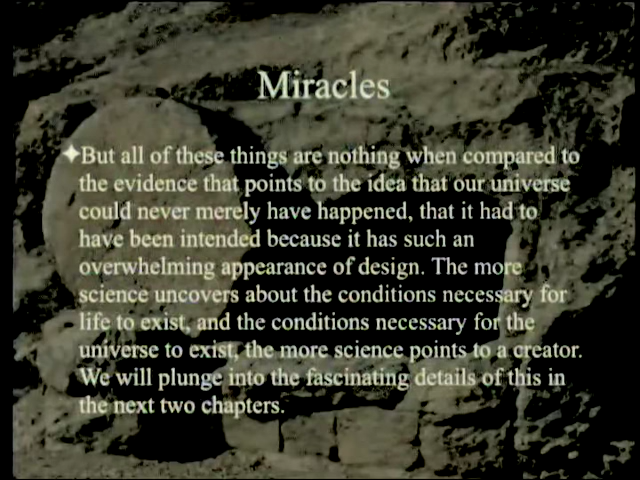 Miracles
✦But all of these things are nothing when compared to
the evidence that points to the idea that our universe
could never merely have happened, that it had to
have been intended because it has such an
overwhelming appearance of design. The more
science uncovers about the conditions necessary for
life to exist, and the conditions necessary for the
universe to exist, the more science points to a creator.
We will plunge into the fascinating details of this in
the next two chapters.